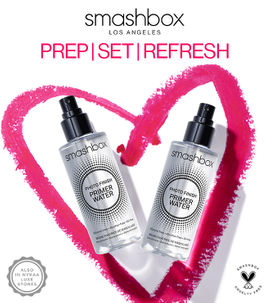 smashbox
LOS ANGELES
PREP|SET|REFRESH
smashbox
PHOTO FINISH
PRIMER
WATER
smashbox
PHOTO FINISH
PRIMER
WATER
ALSO
IN NYKAA
LUXE
STORES
SMASHBOX
CRUELTY FREE